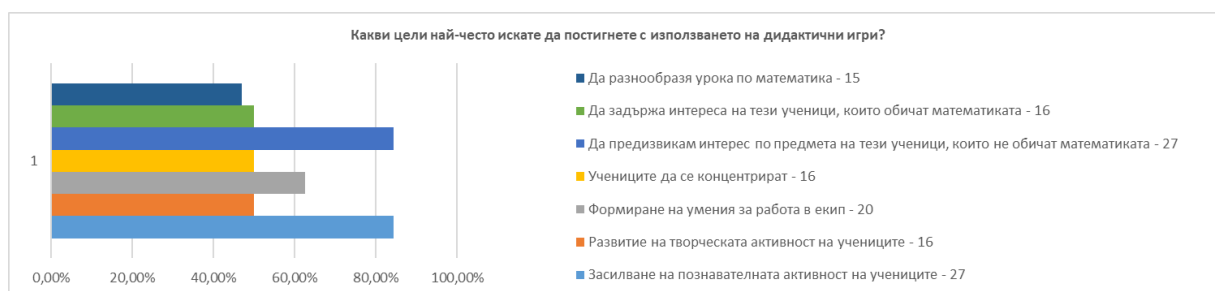 Какви цели най-често искате да постигнете с използването на дидактични игри?
1
0,00% 20,00% 40,00% 60,00% 80,00% 100,00%
Да разнообразя урока по математика - 15
Да задържа интереса на тези ученици, които обичат математиката - 16
Да предизвикам интерес по предмета на тези ученици, които не обичат математиката - 27
Учениците да се концентрират - 16
Формиране на умения за работа в екип - 20
Развитие на творческата активност на учениците - 16
Засилване на познавателната активност на учениците - 27